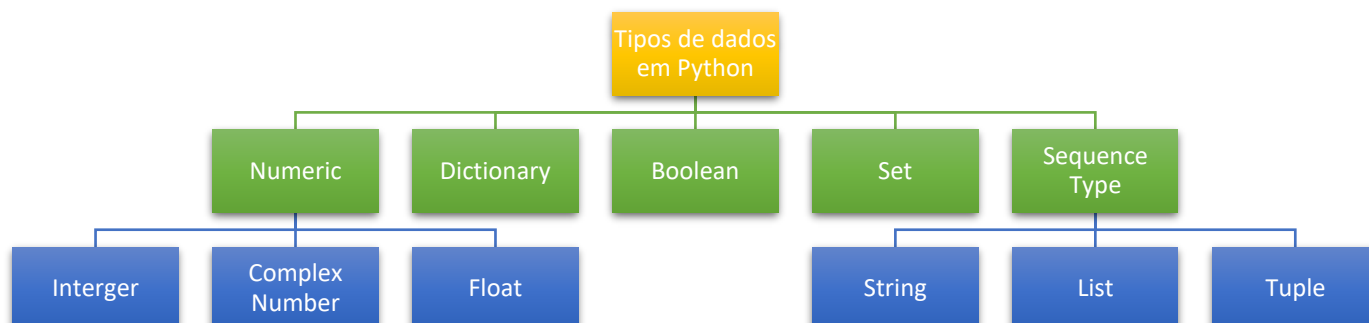 Tipos de dados
em Python
Numeric
Dictionary
Boolean
Set
Sequence
Type
Interger
Complex
Number
Float
String
List
Tuple